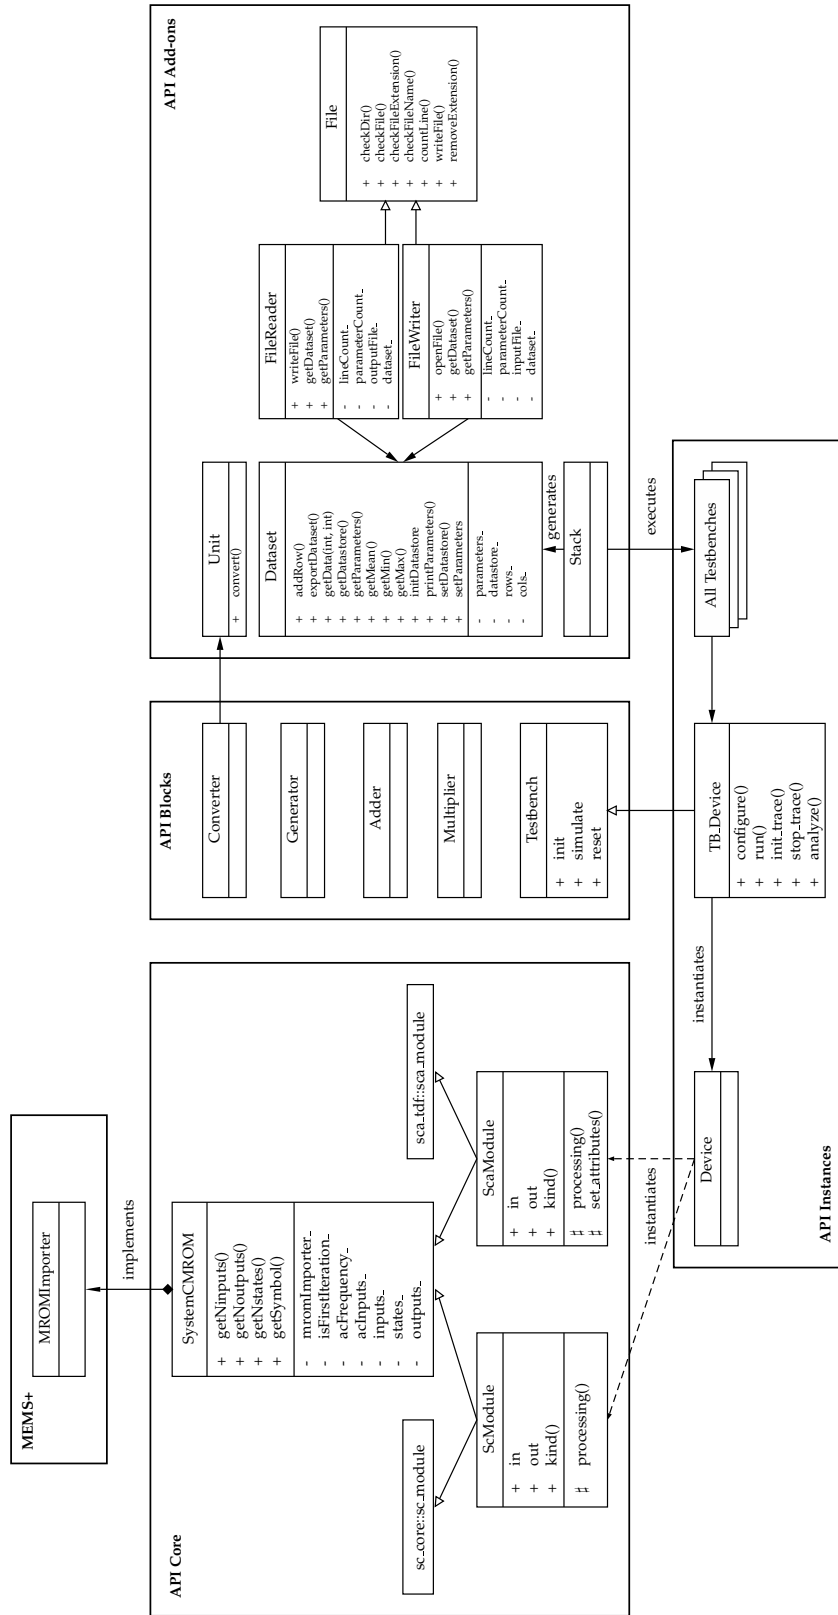 MEMS+
MROMImporter
implements
API Core
sc_core::sc_module
SystemCMROM
+ getNinputs()
+ getNoutputs()
+ getNstates()
+ getSymbol()
- mromImporter_
- isFirstIteration_
- acFrequency_
- acInputs_
- inputs_
- states_
- outputs_
sca_tdf::sca_module
ScModule
+ in
+ out
+ kind()
♯ processing()
ScaModule
+ in
+ out
+ kind()
♯ processing()
♯ set_attributes()
API Blocks
Converter
Generator
Adder
Multiplier
Testbench
+ init
+ simulate
+ reset
API Add-ons
Unit
+ convert()
Dataset
+ addRow()
+ exportDataset()
+ getData(int, int)
+ getDatastore()
+ getParameters()
+ getMean()
+ getMin()
+ getMax()
+ initDatastore
+ printParameters()
+ setDatastore()
+ setParameters
- parameters_
- datastore_
- rows_
- cols_
generates
Stack
FileReader
+ writeFile()
+ getDataset()
+ getParameters()
- lineCount_
- parameterCount_
- outputFile_
- dataset_
FileWriter
+ openFile()
+ getDataset()
+ getParameters()
- lineCount_
- parameterCount_
- inputFile_
- dataset_
File
+ checkDir()
+ checkFile()
+ checkFileExtension()
+ checkFileName()
+ countLine()
+ writeFile()
+ removeExtension()
instantiates
executes
API Instances
Device
instantiates
TB_Device
+ configure()
+ run()
+ init_trace()
+ stop_trace()
+ analyze()
All Testbenches